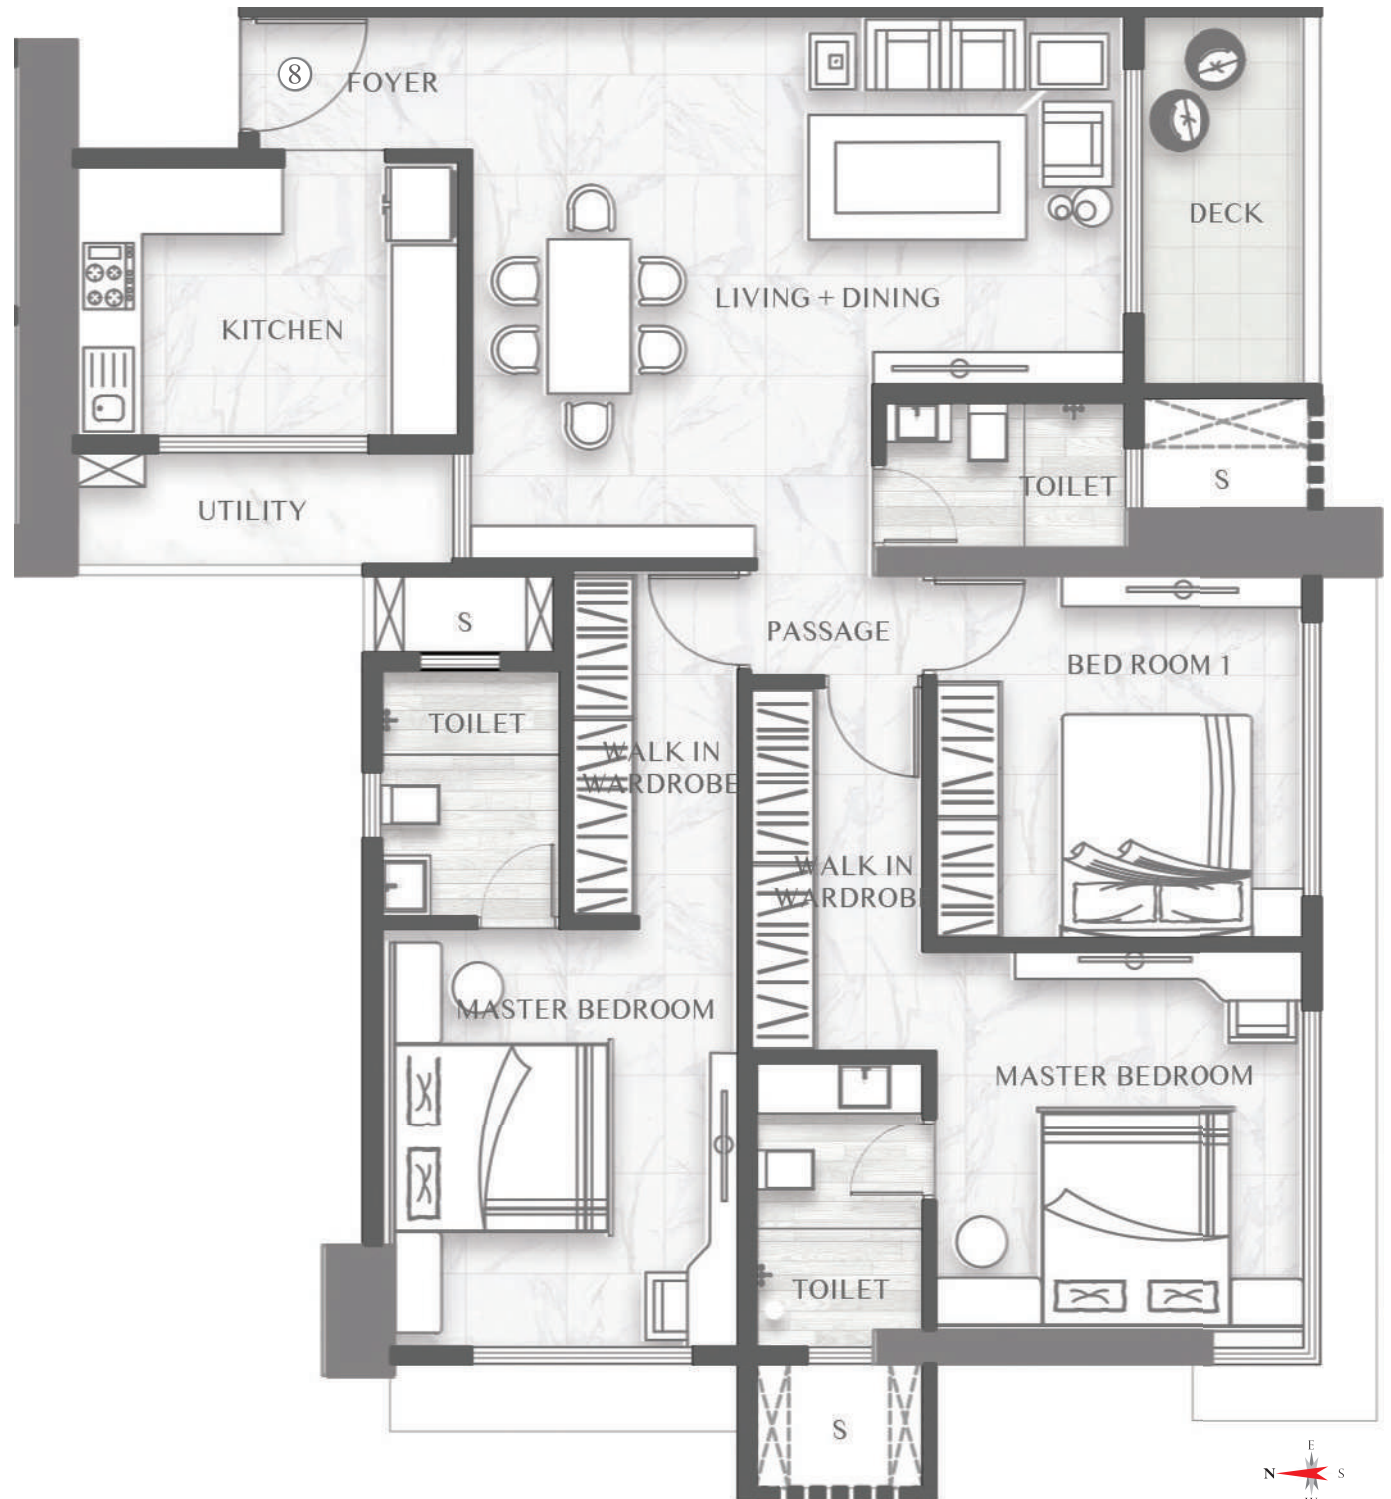 8
FOYER
DECK
LIVING + DINING
KITCHEN
TOILET
S
UTILITY
S
PASSAGE
BED ROOM 1
TOILET
WALK IN
WARDROBE
WALK IN
WARDROBE
MASTER BEDROOM
MASTER BEDROOM
TOILET
S
E
N S